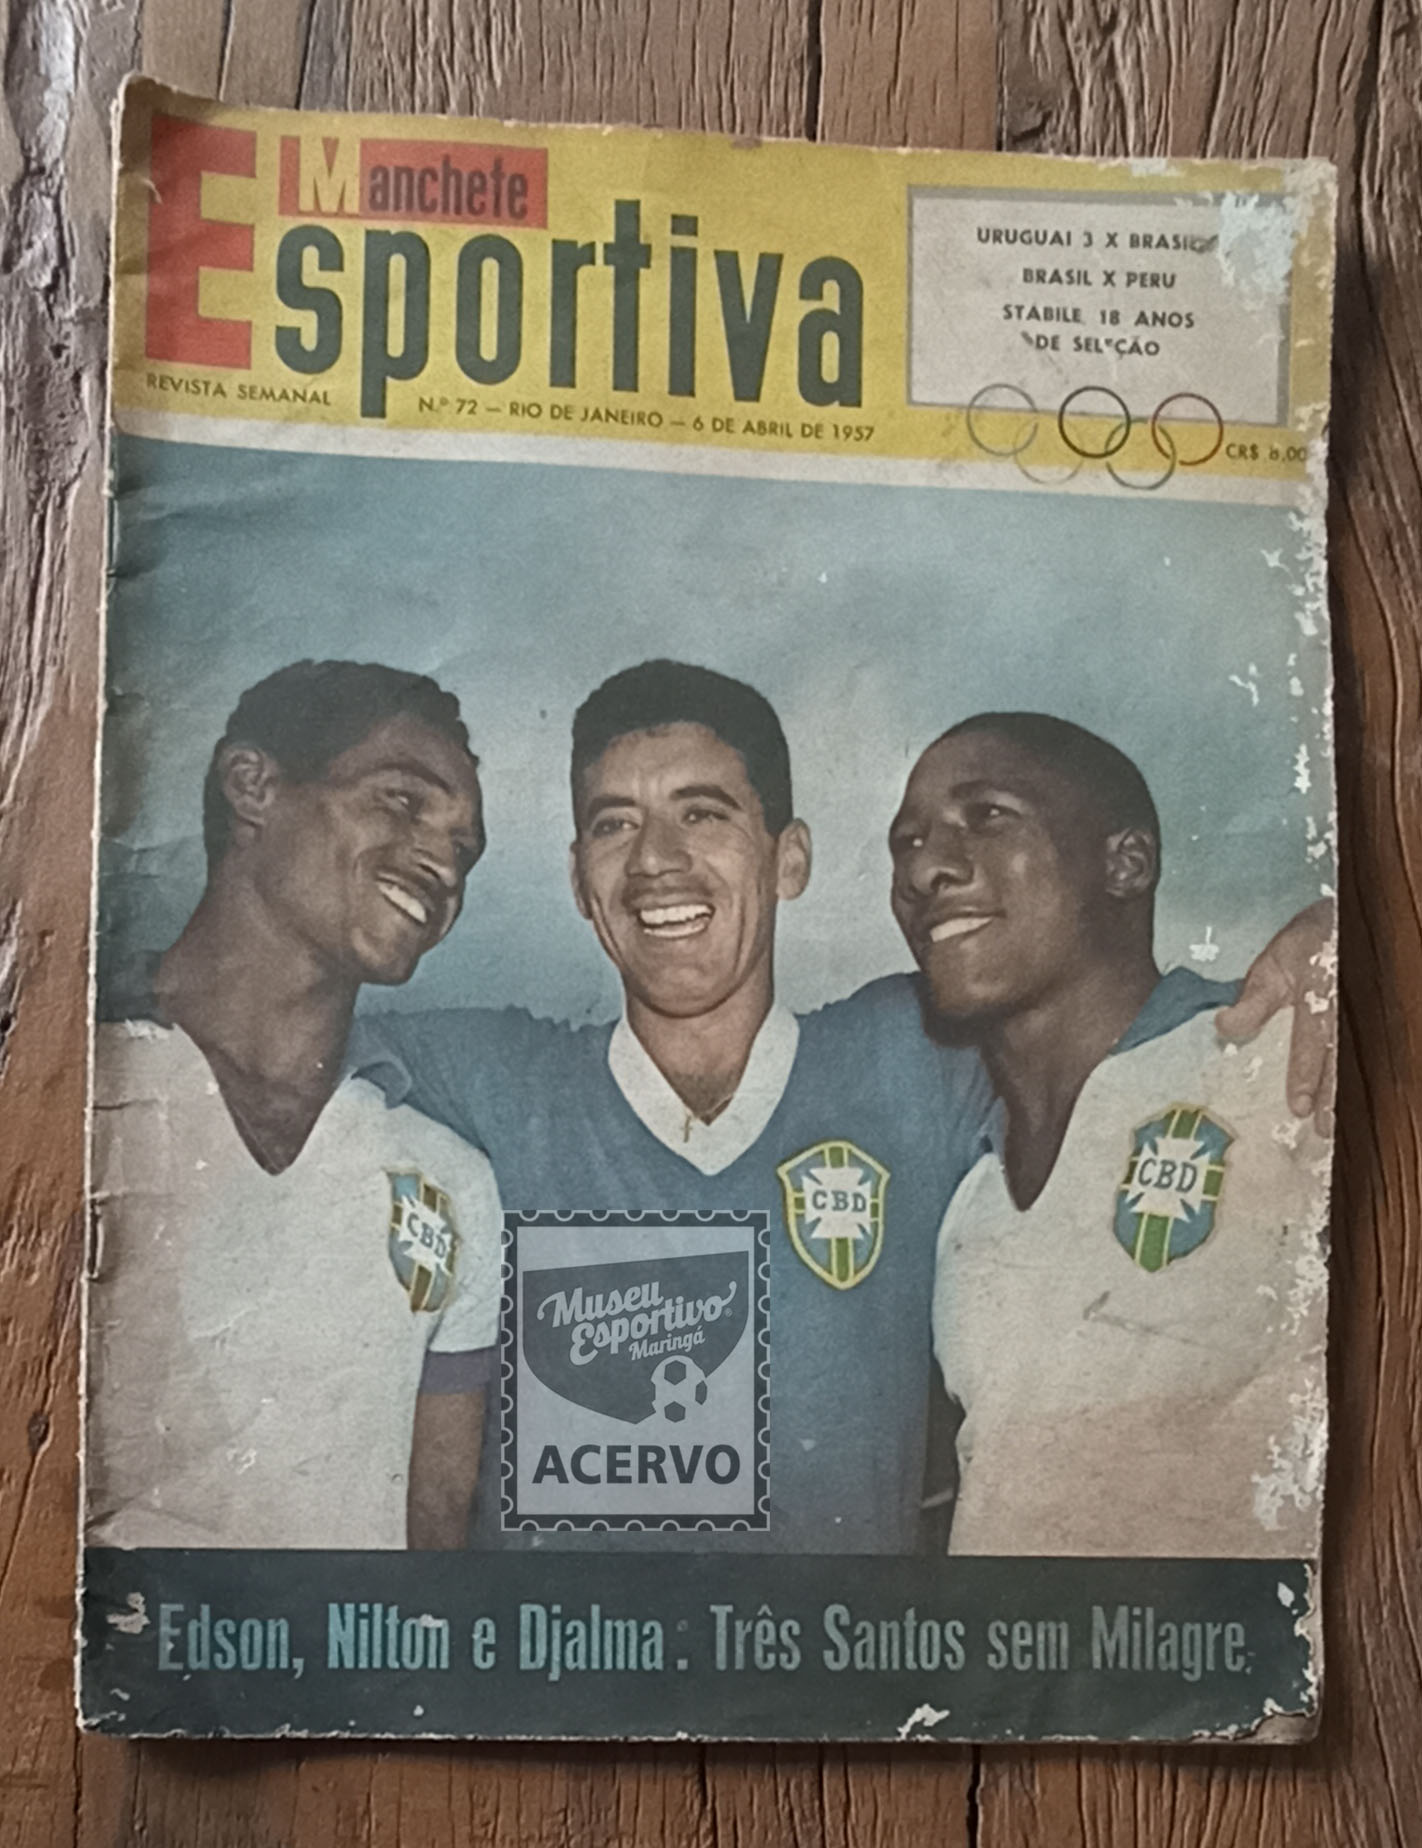 Manchete
Esportiva
REVISTA SEMANAL
N.º 72 — RIO DE JANEIRO — 6 DE ABRIL DE 1957
URUGUAI 3 X BRASIL
BRASIL X PERU
STABILE 18 ANOS
DE SELEÇÃO
CR$ 8,00
CBD
CBD
CBD
Museu
Esportivo
Maringá
ACERVO
Edson, Nilton e Djalma: Três Santos sem Milagre.